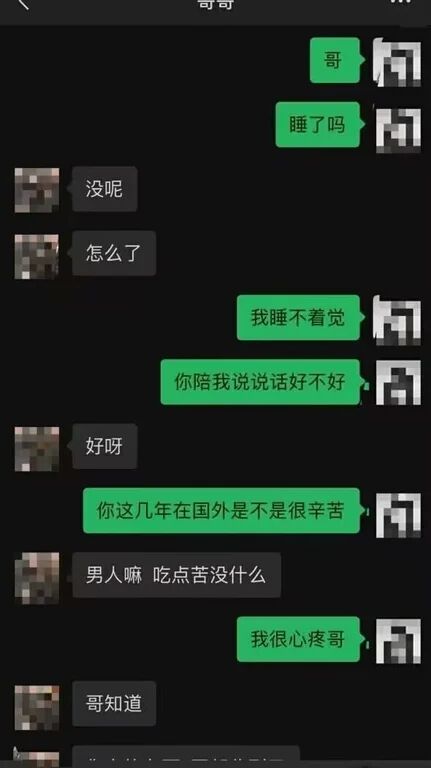 哥哥
哥
睡了吗
没呢
怎么了
我睡不着觉
你陪我说说话好不好
好呀
你这几年在国外是不是很辛苦
男人嘛 吃点苦没什么
我很心疼哥
哥知道